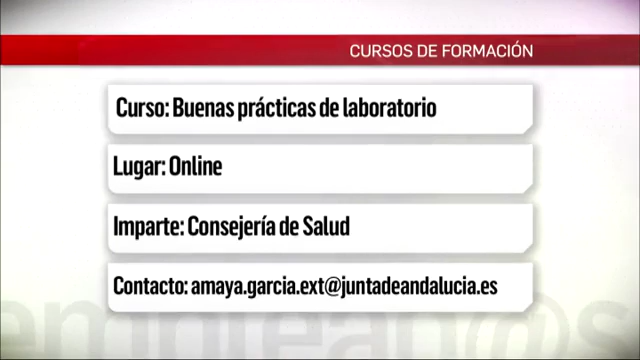 CURSOS DE FORMACIÓN
Curso: Buenas prácticas de laboratorio
Lugar: Online
Imparte: Consejería de Salud
Contacto: amaya.garcia.ext@juntadeandalucia.es
emplead@s